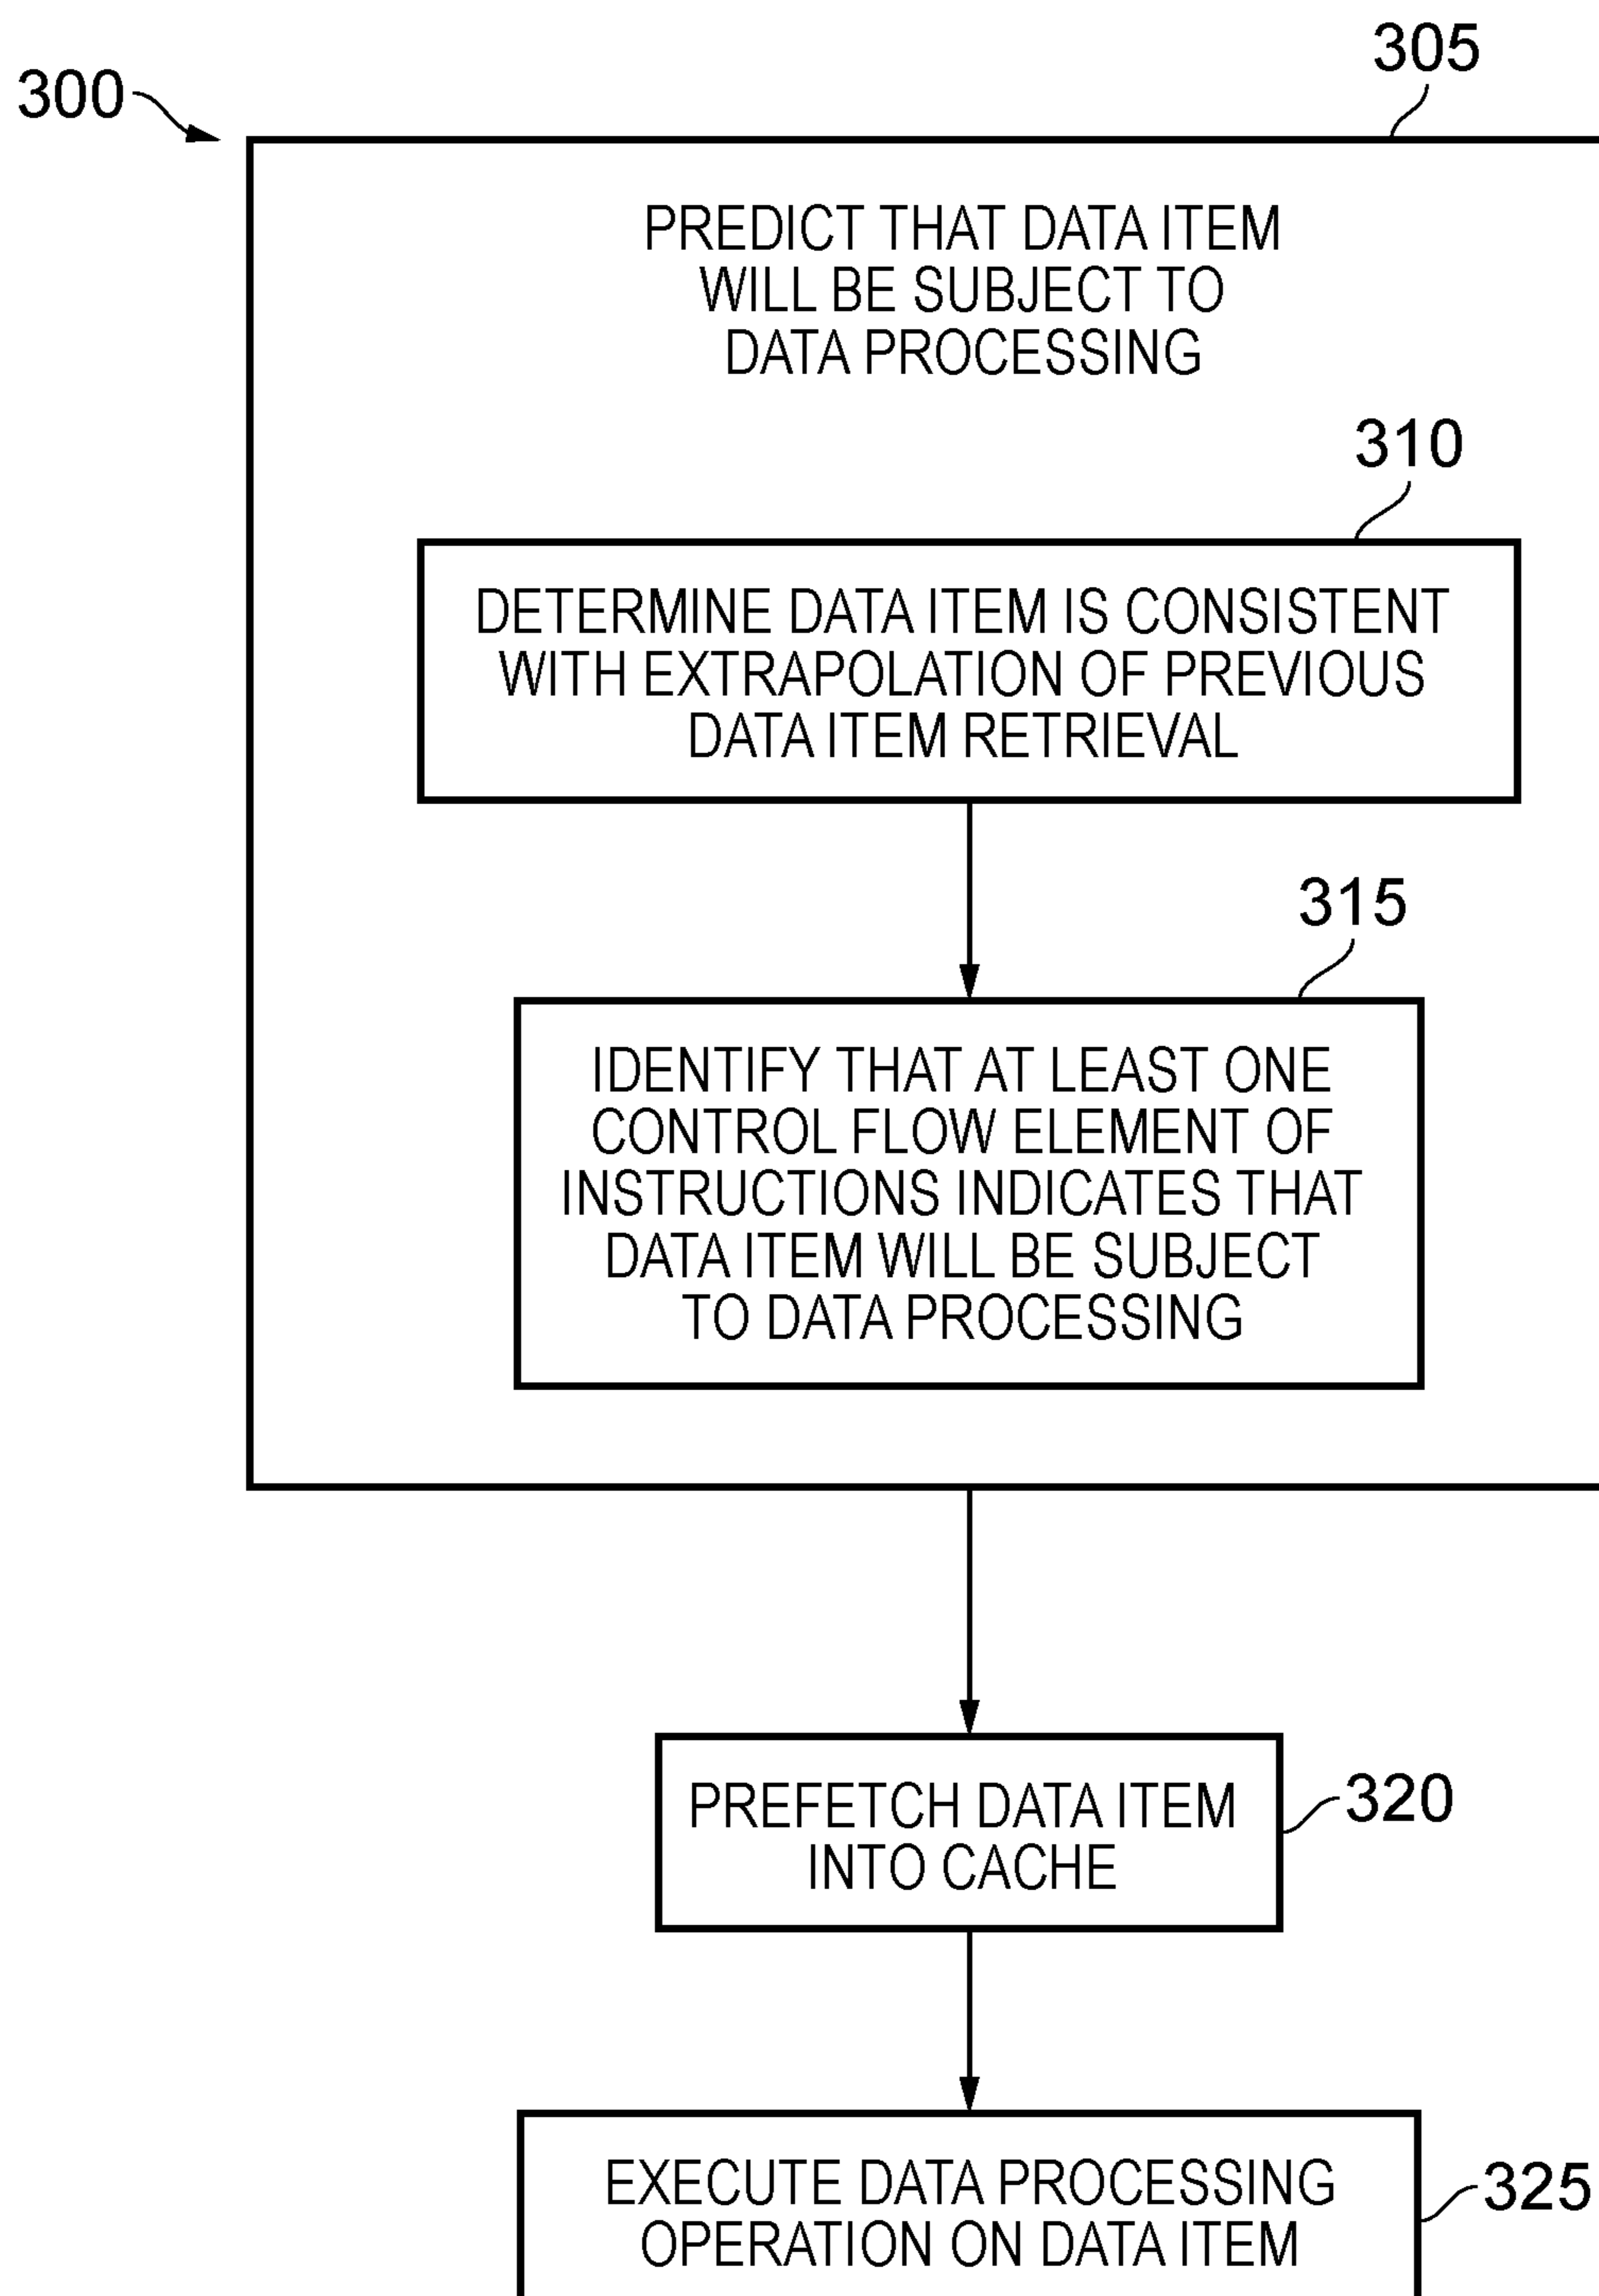 305
300
PREDICT THAT DATA ITEM
WILL BE SUBJECT TO
DATA PROCESSING
310
DETERMINE DATA ITEM IS CONSISTENT
WITH EXTRAPOLATION OF PREVIOUS
DATA ITEM RETRIEVAL
315
IDENTIFY THAT AT LEAST ONE
CONTROL FLOW ELEMENT OF
INSTRUCTIONS INDICATES THAT
DATA ITEM WILL BE SUBJECT
TO DATA PROCESSING
PREFETCH DATA ITEM
INTO CACHE
320
EXECUTE DATA PROCESSING
OPERATION ON DATA ITEM
325